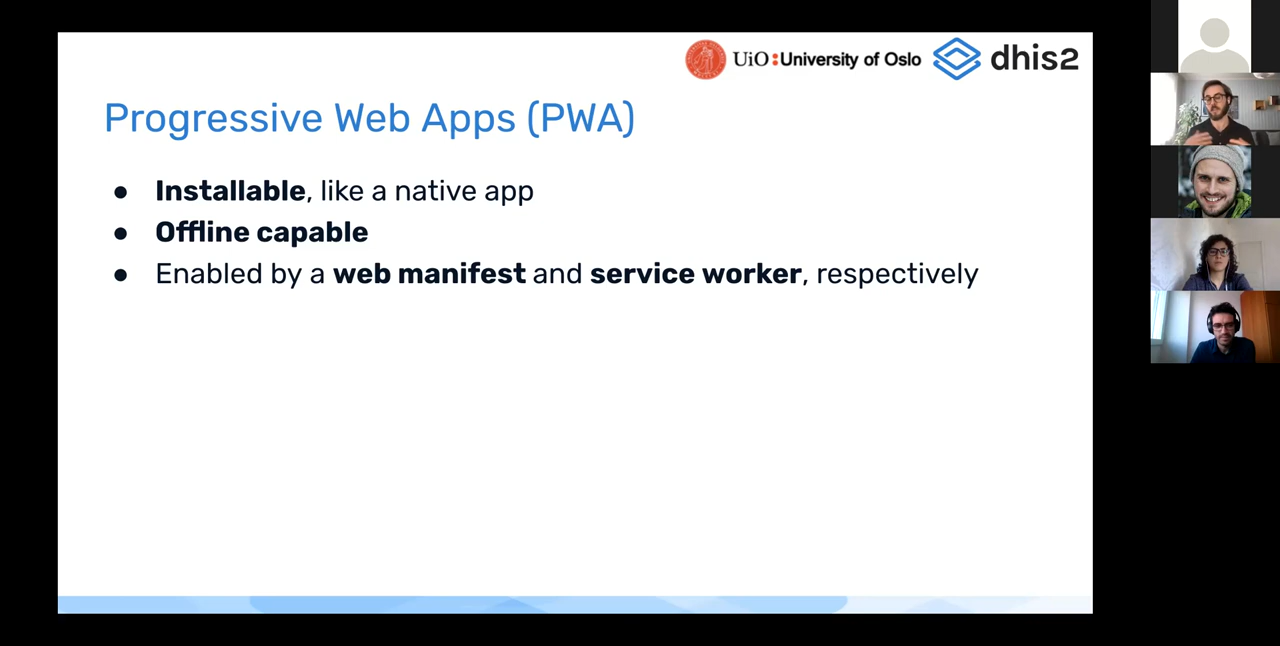 UiO:University of Oslo dhis2
Progressive Web Apps (PWA)
● Installable, like a native app
● Offline capable
● Enabled by a web manifest and service worker, respectively